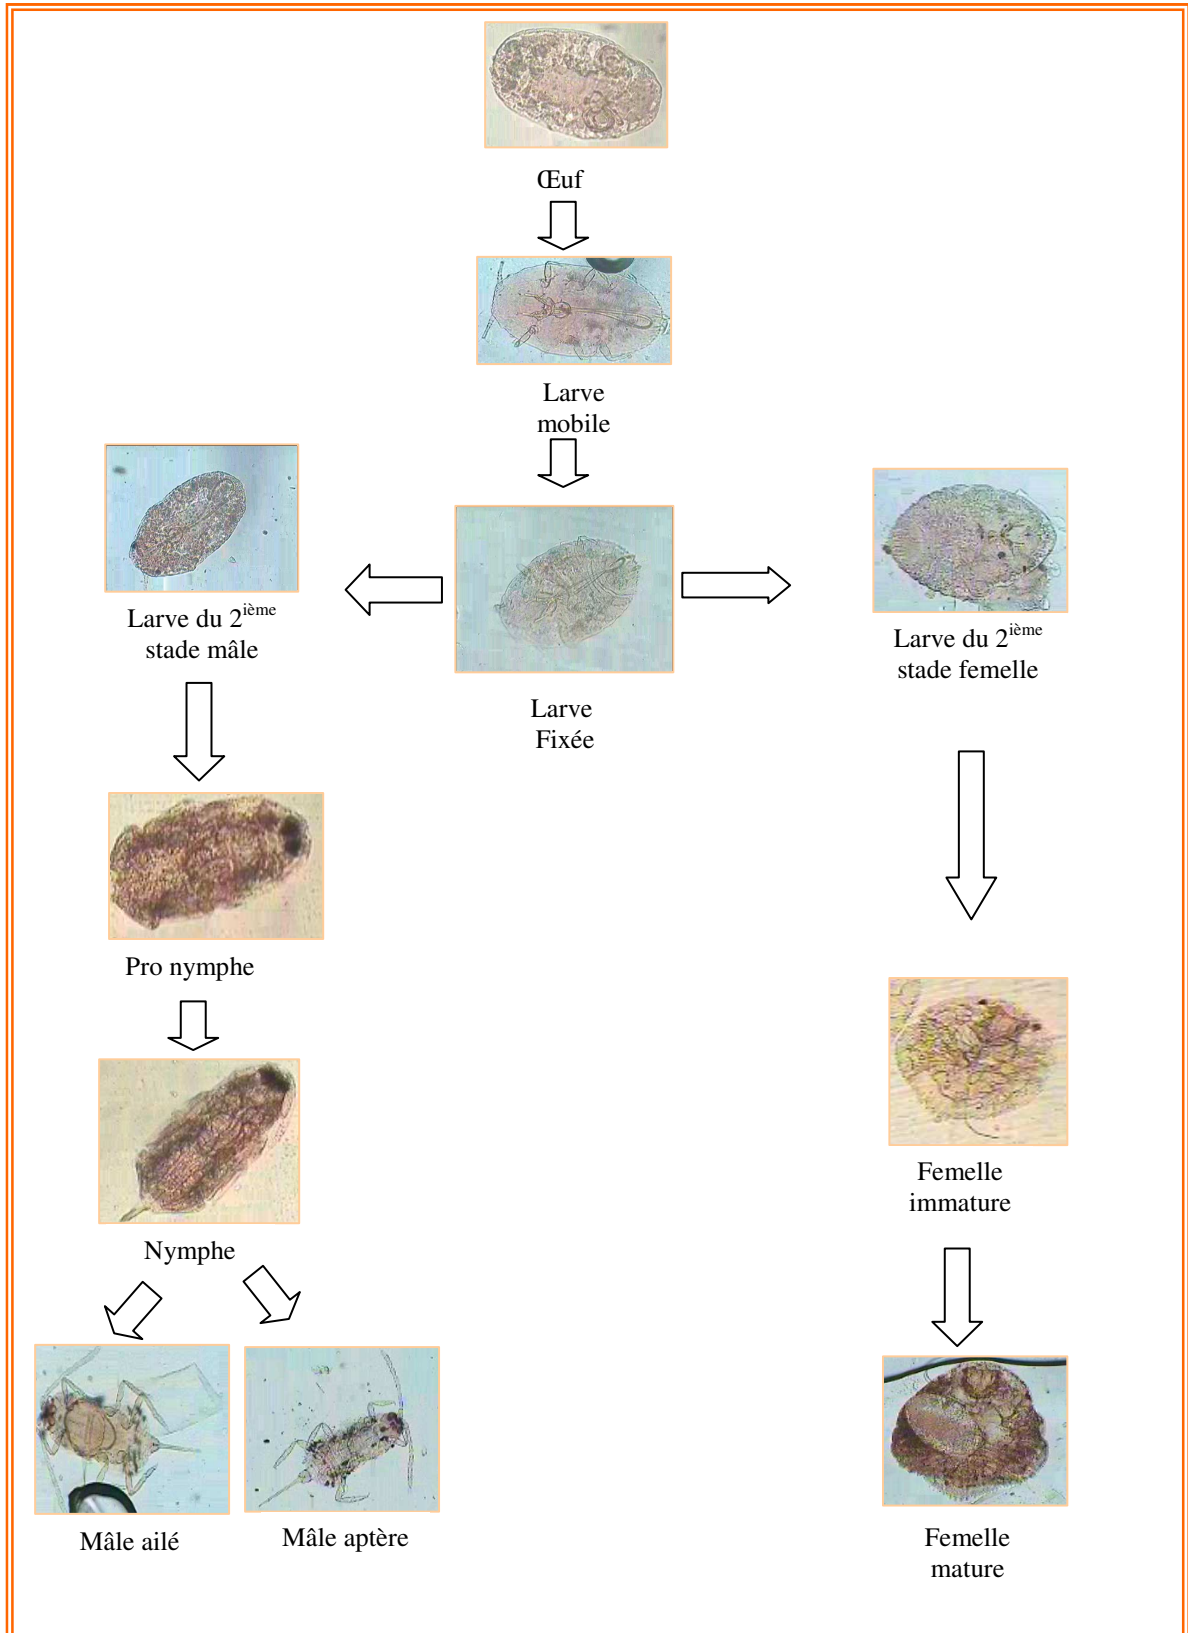 Œuf
Larve
mobile
Larve du 2ième
stade mâle
Larve
Fixée
Larve du 2ième
stade femelle
Pro nymphe
Nymphe
Femelle
immature
Mâle ailé
Mâle aptère
Femelle
mature